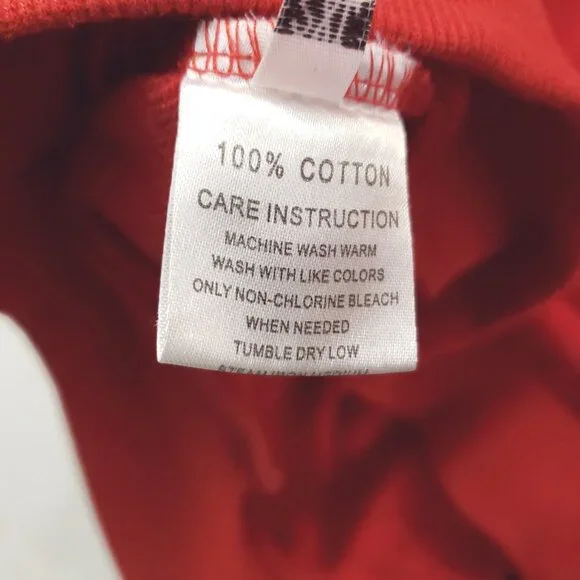 100% COTTON
CARE INSTRUCTION
MACHINE WASH WARM
WASH WITH LIKE COLORS
ONLY NON-CHLORINE BLEACH
WHEN NEEDED
TUMBLE DRY LOW